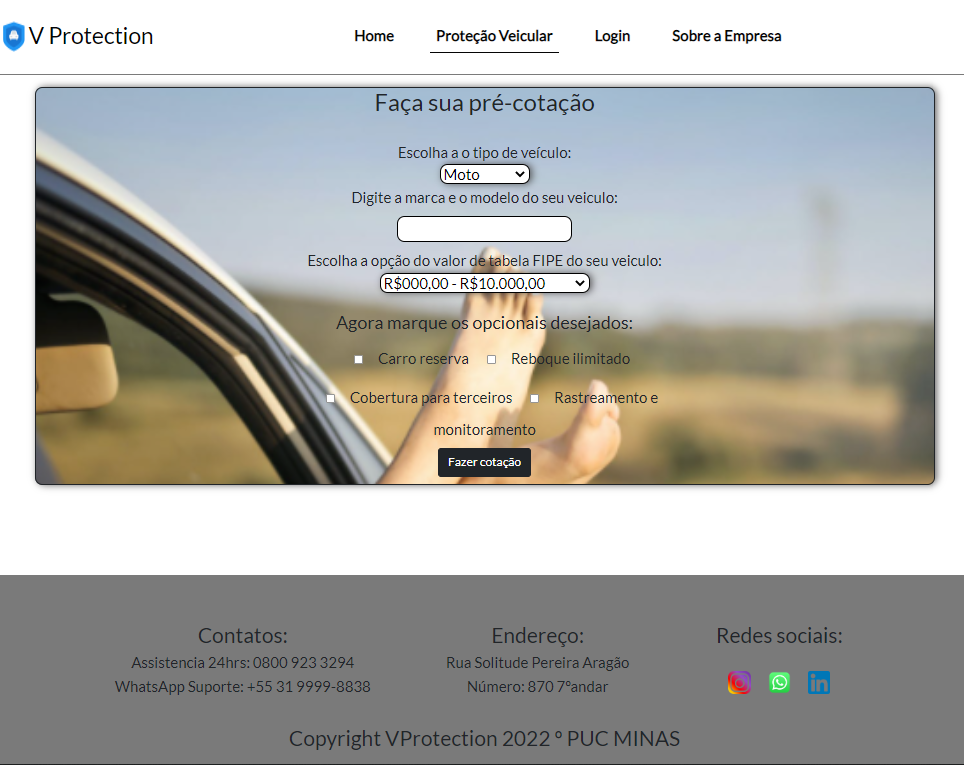 V Protection
Home Proteção Veicular Login Sobre a Empresa
Faça sua pré-cotação
Escolha a o tipo de veículo:
Moto
Digite a marca e o modelo do seu veiculo:
Escolha a opção do valor de tabela FIPE do seu veiculo:
R$000,00 - R$10.000,00
Agora marque os opcionais desejados:
Carro reserva Reboque ilimitado
Cobertura para terceiros Rastreamento e
monitoramento
Fazer cotação
Contatos: Endereço: Redes sociais:
Assistencia 24hrs: 0800 923 3294 Rua Solitude Pereira Aragão
WhatsApp Suporte: +55 31 9999-8838 Número: 870 7°andar
Copyright VProtection 2022 º PUC MINAS